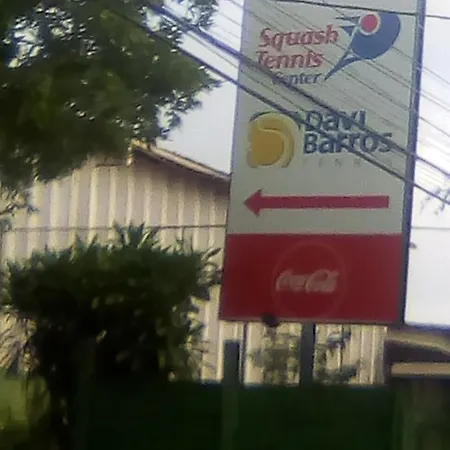 Squash
Tennis
Center
Davi
Barros
Coca-Cola